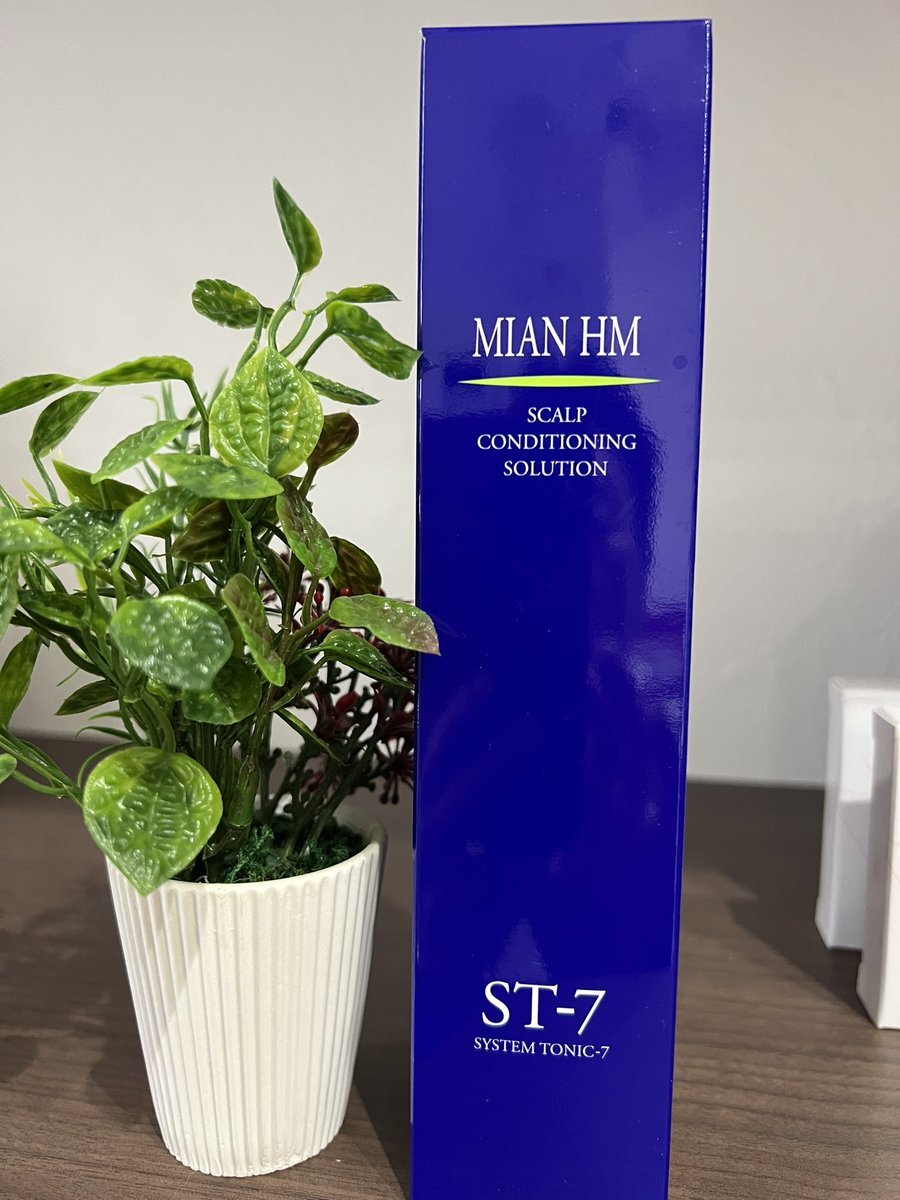 MIAN HM
SCALP
CONDITIONING
SOLUTION
ST-7
SYSTEM TONIC-7